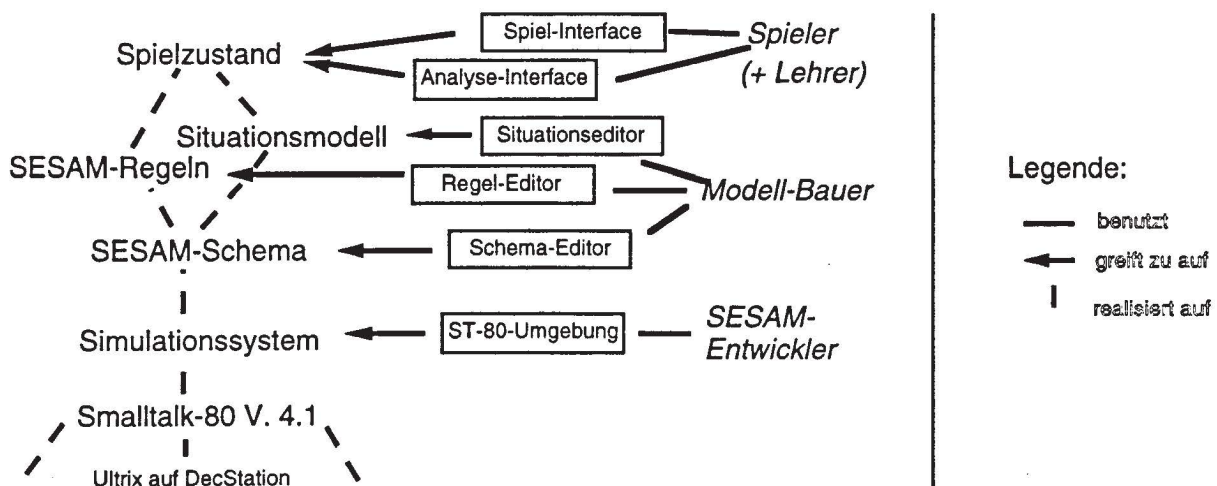 Spiel-Interface
Spieler
(+ Lehrer)
Spielzustand
Analyse-Interface
Situationsmodell
Situationseditor
SESAM-Regeln
Regel-Editor
Modell-Bauer
SESAM-Schema
Schema-Editor
Simulationssystem
ST-80-Umgebung
SESAM-
Entwickler
Smalltalk-80 V. 4.1
Ultrix auf DecStation
Legende:
benutzt
greift zu auf
realisiert auf